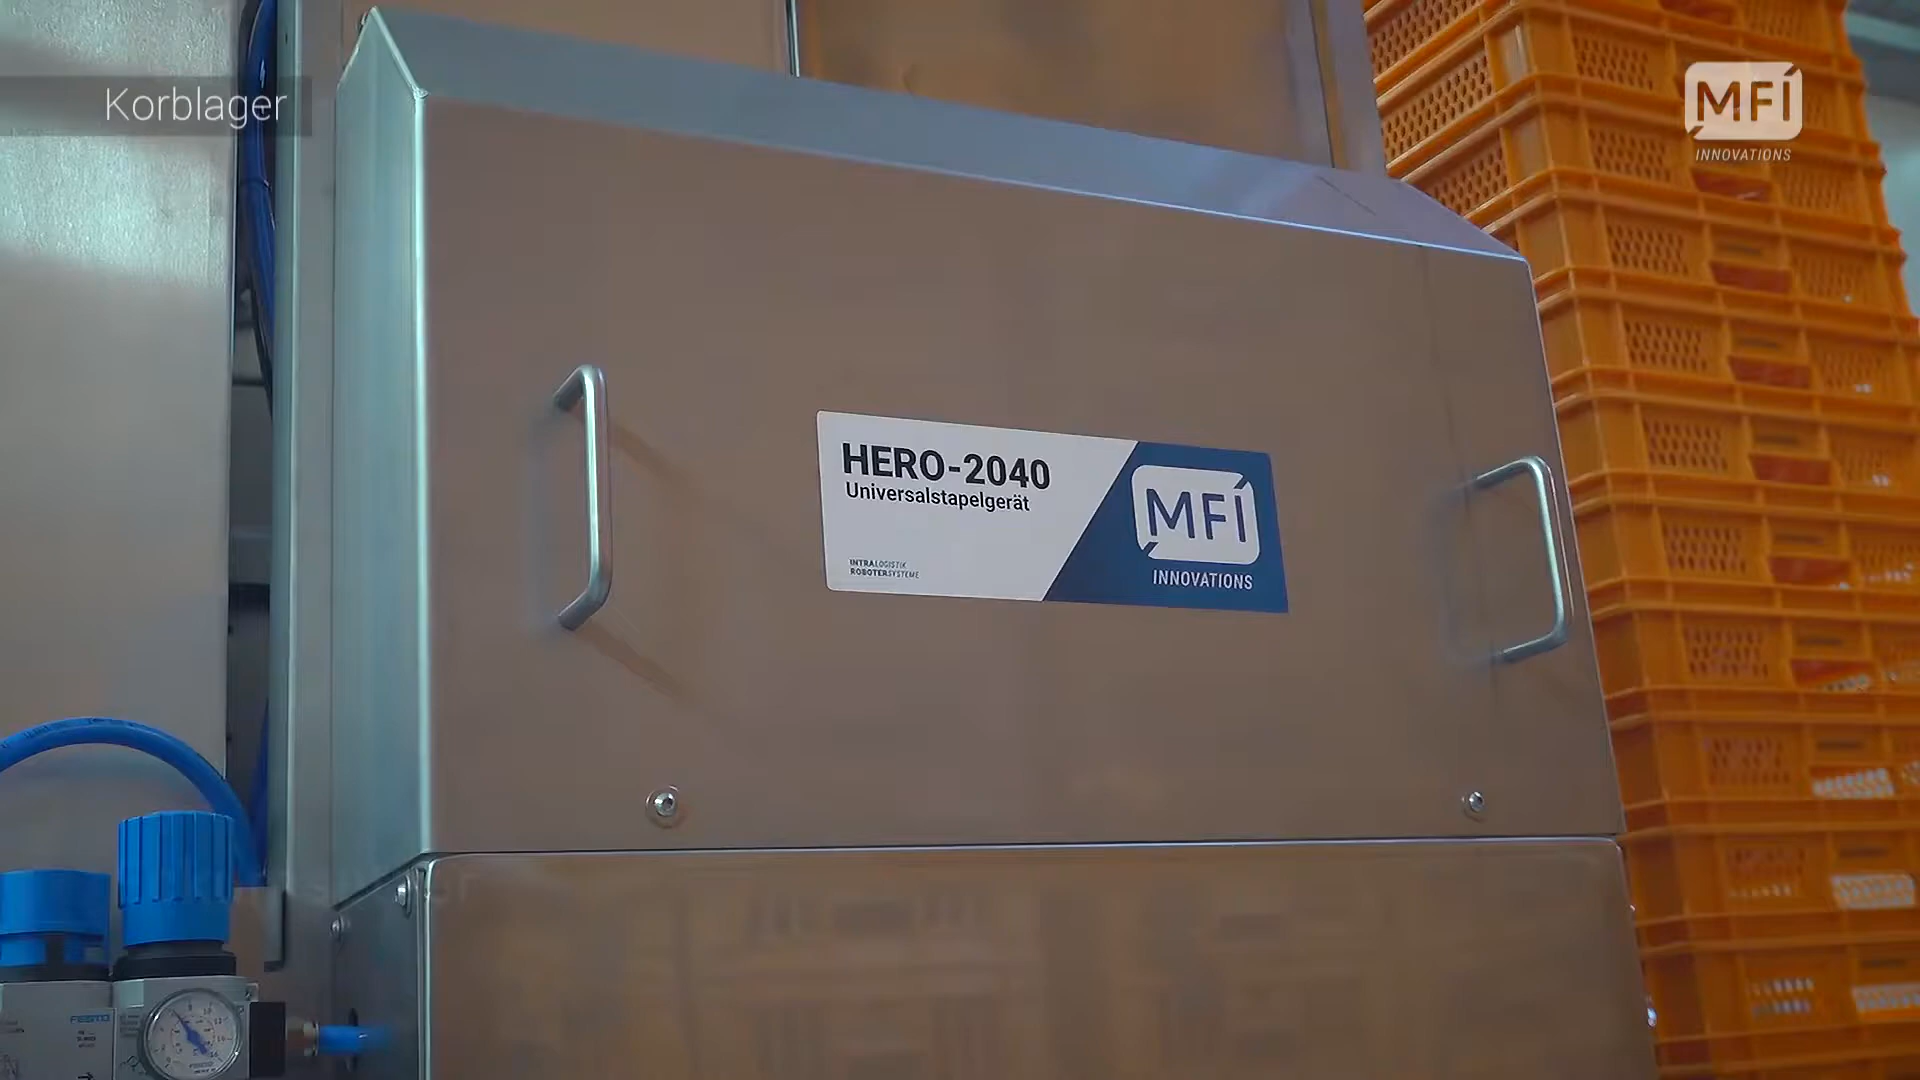 Korblager
MFI
INNOVATIONS
HERO-2040
Universalstapelgerät
INTRALOGISTIK
ROBOTERSYSTEME
MFI
INNOVATIONS
FESTO